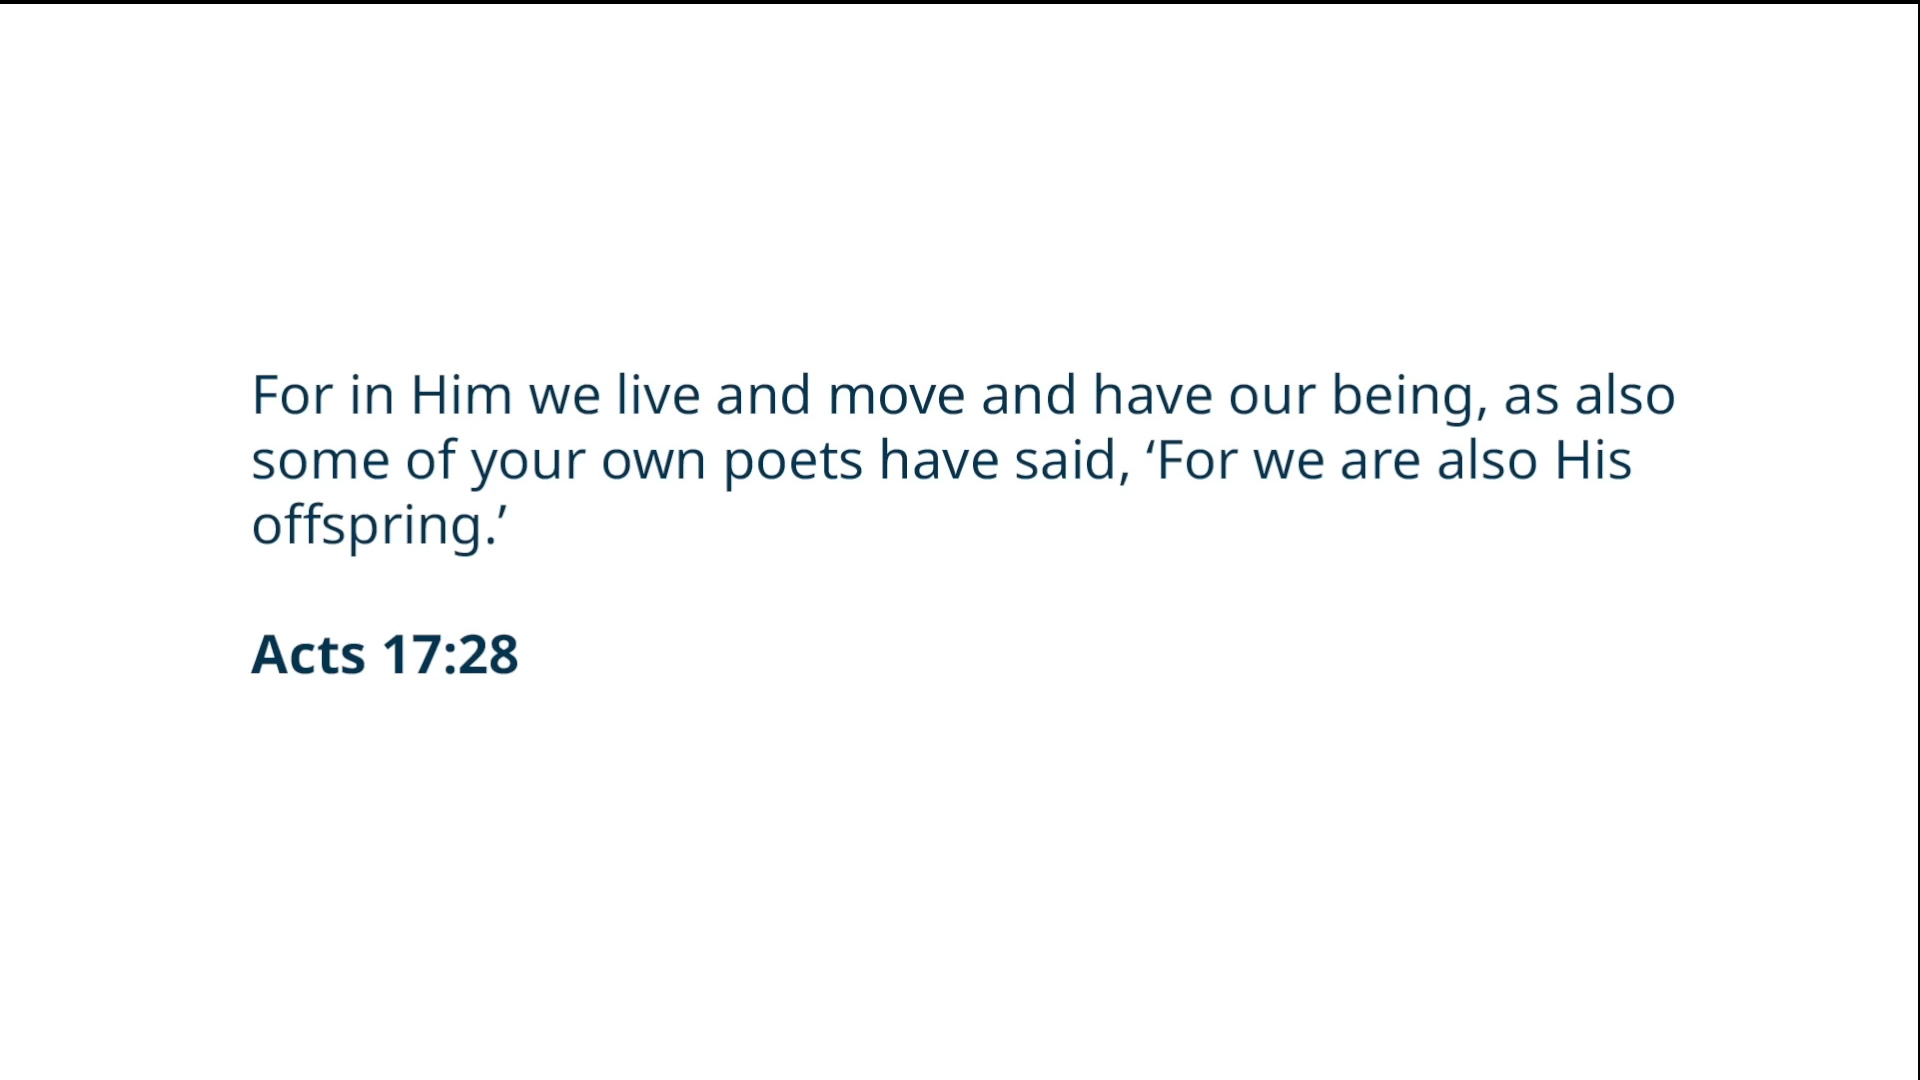 For in Him we live and move and have our being, as also
some of your own poets have said, ‘For we are also His
offspring.’
Acts 17:28